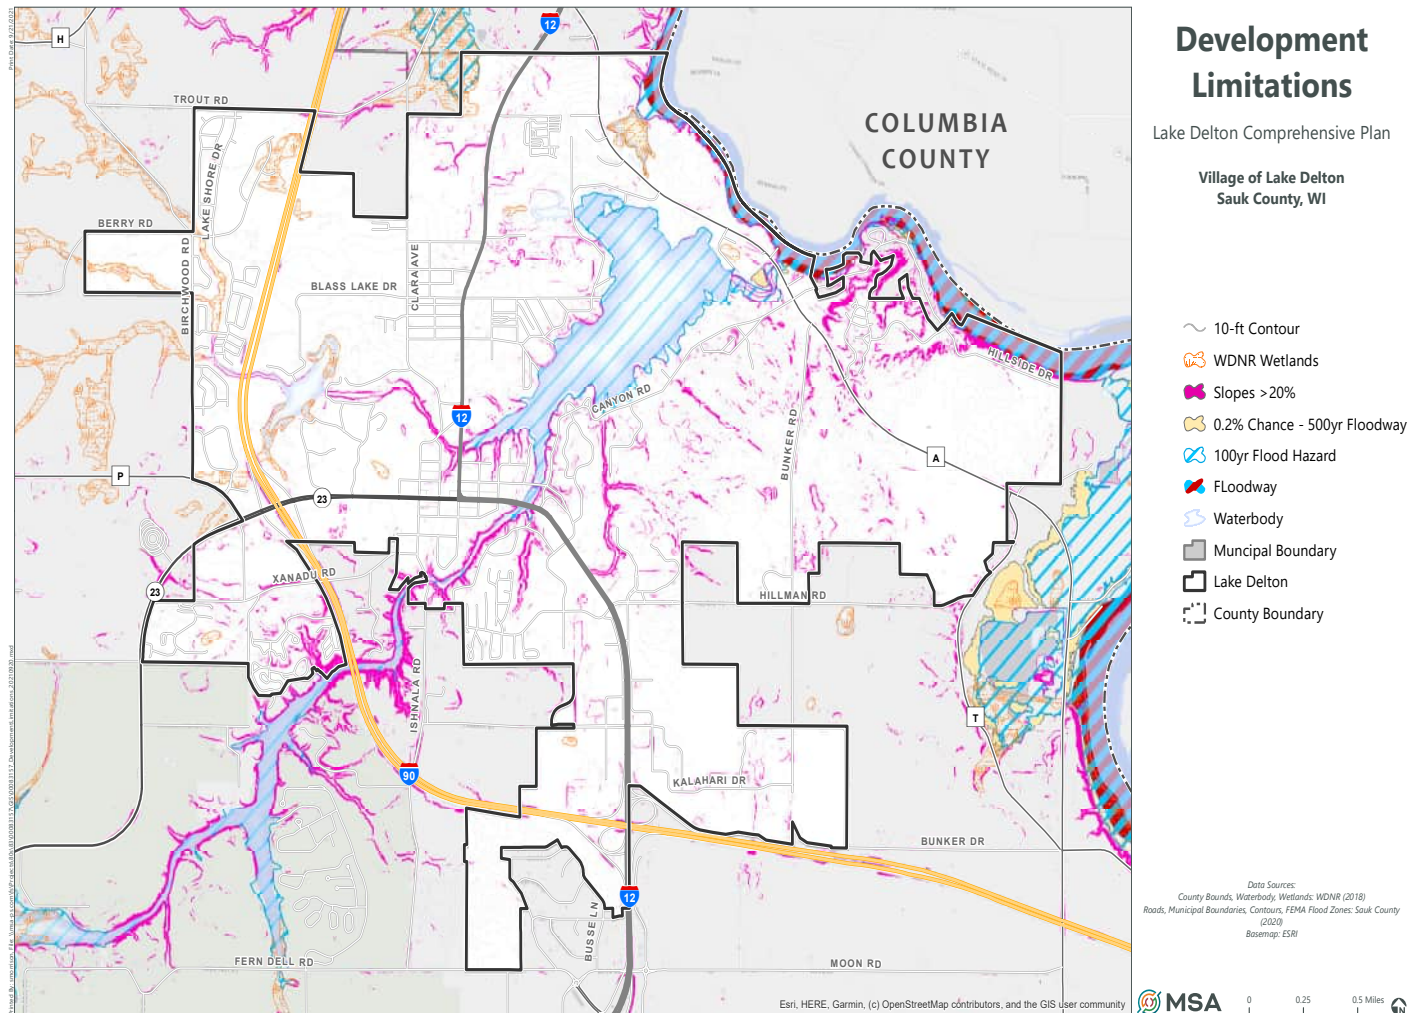 Development
Limitations
Lake Delton Comprehensive Plan
Village of Lake Delton
Sauk County, WI
10-ft Contour
WDNR Wetlands
Slopes >20%
0.2% Chance - 500yr Floodway
100yr Flood Hazard
FLoodway
Waterbody
Muncipal Boundary
Lake Delton
County Boundary
Data Sources:
County Bounds, Waterbody, Wetlands: WDNR (2018)
Roads, Municipal Boundaries, Contours, FEMA Flood Zones: Sauk County
(2020)
Basemap: ESRI
MSA
0 0.25 0.5 Miles
N
Print Date: 9/21/2021
H
12
TROUT RD
COLUMBIA
COUNTY
LAKE SHORE DR
BERRY RD
BIRCHWOOD RD
CLARA AVE
BLASS LAKE DR
HILLSIDE DR
CANYON RD
12
BUNKER RD
A
P
23
XANADU RD
23
HILLMAN RD
ISHNALA RD
T
90
KALAHARI DR
BUNKER DR
12
BUSSE LN
FERN DELL RD
MOON RD
Esri, HERE, Garmin, (c) OpenStreetMap contributors, and the GIS user community